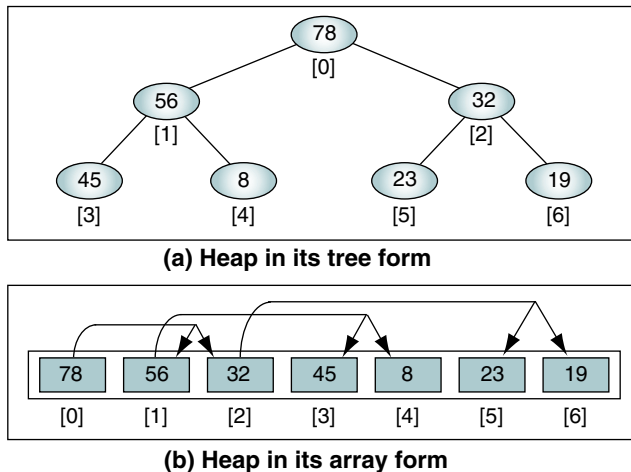 78
[0]
56 32
[1] [2]
45 8 23 19
[3] [4] [5] [6]
(a) Heap in its tree form
78 56 32 45 8 23 19
[0] [1] [2] [3] [4] [5] [6]
(b) Heap in its array form